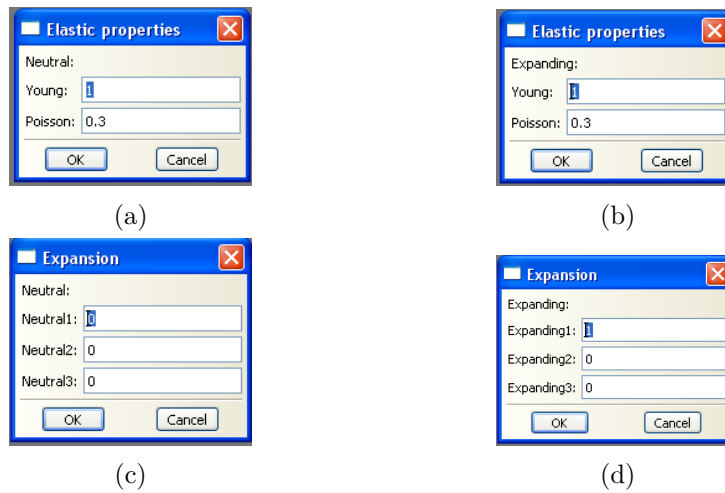 Elastic properties
Neutral:
Young: 1
Poisson: 0.3
OK Cancel
(a)
Elastic properties
Expanding:
Young: 1
Poisson: 0.3
OK Cancel
(b)
Expansion
Neutral:
Neutral1: 0
Neutral2: 0
Neutral3: 0
OK Cancel
(c)
Expansion
Expanding:
Expanding1: 1
Expanding2: 0
Expanding3: 0
OK Cancel
(d)